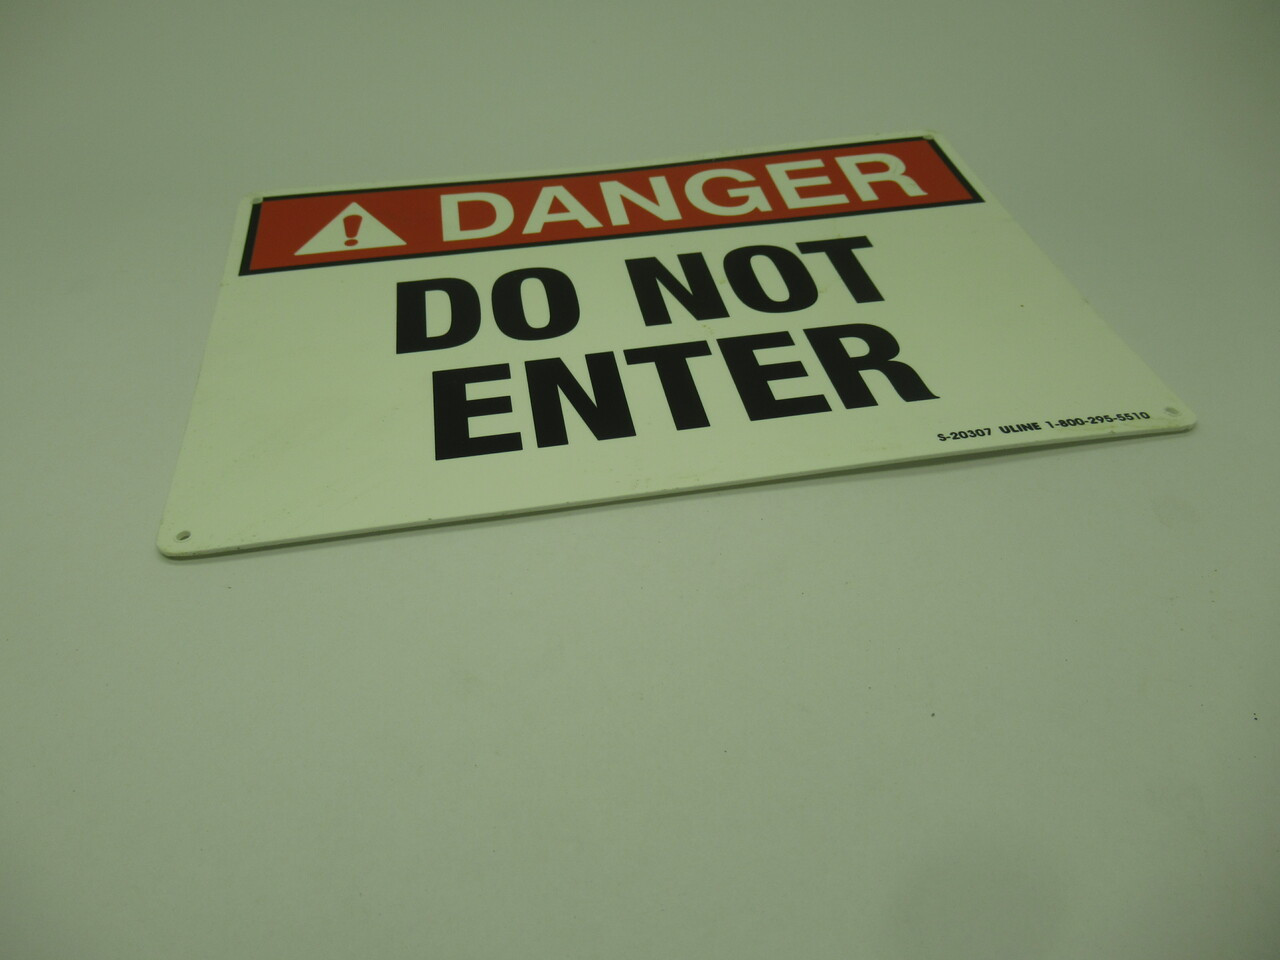 DANGER
DO NOT
ENTER
S-20307 ULINE 1-800-295-5510